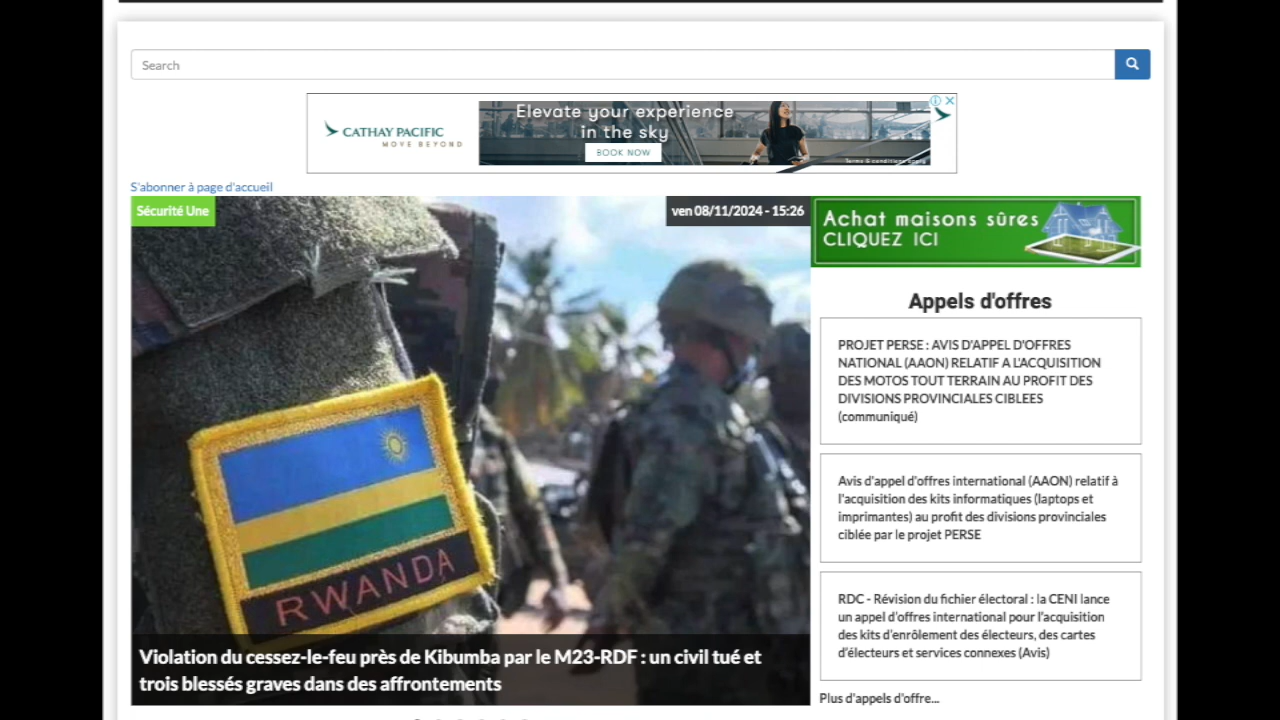 Search
CATHAY PACIFIC
MOVE BEYOND
Elevate your experience
in the sky
BOOK NOW
Terms & conditions apply
S'abonner à page d'accueil
Sécurité Une
ven 08/11/2024 - 15:26
RWANDA
Violation du cessez-le-feu près de Kibumba par le M23-RDF : un civil tué et
trois blessés graves dans des affrontements
Achat maisons sûres
CLIQUEZ ICI
Appels d'offres
PROJET PERSE : AVIS D'APPEL D'OFFRES
NATIONAL (AAON) RELATIF A L'ACQUISITION
DES MOTOS TOUT TERRAIN AU PROFIT DES
DIVISIONS PROVINCIALES CIBLEES
(communiqué)
Avis d'appel d'offres international (AAON) relatif à
l'acquisition des kits informatiques (laptops et
imprimantes) au profit des divisions provinciales
ciblée par le projet PERSE
RDC - Révision du fichier électoral : la CENI lance
un appel d'offres international pour l'acquisition
des kits d'enrôlement des électeurs, des cartes
d'électeurs et services connexes (Avis)
Plus d'appels d'offre...